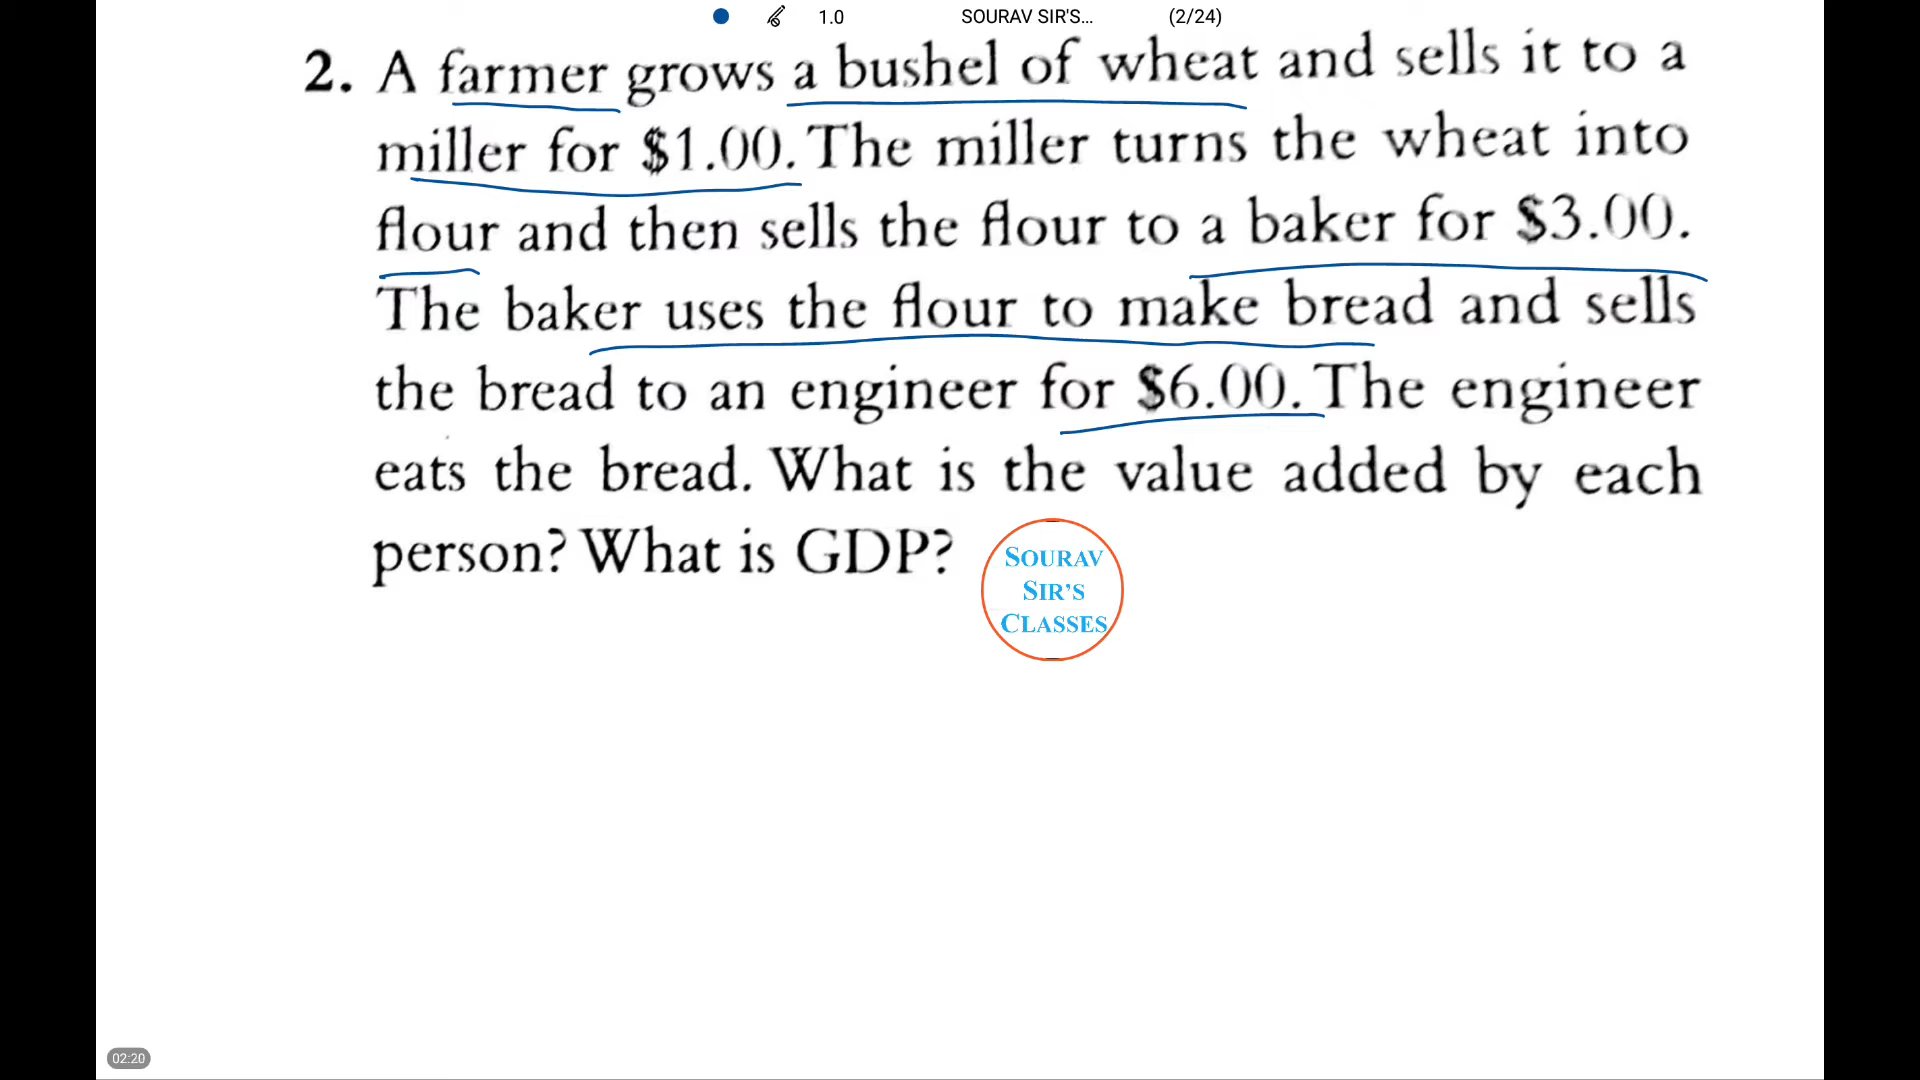 1.0 SOURAV SIR'S... (2/24)
2. A farmer grows a bushel of wheat and sells it to a
miller for $1.00. The miller turns the wheat into
flour and then sells the flour to a baker for $3.00.
The baker uses the flour to make bread and sells
the bread to an engineer for $6.00. The engineer
eats the bread. What is the value added by each
person? What is GDP?
SOURAV
SIR'S
CLASSES
02:20